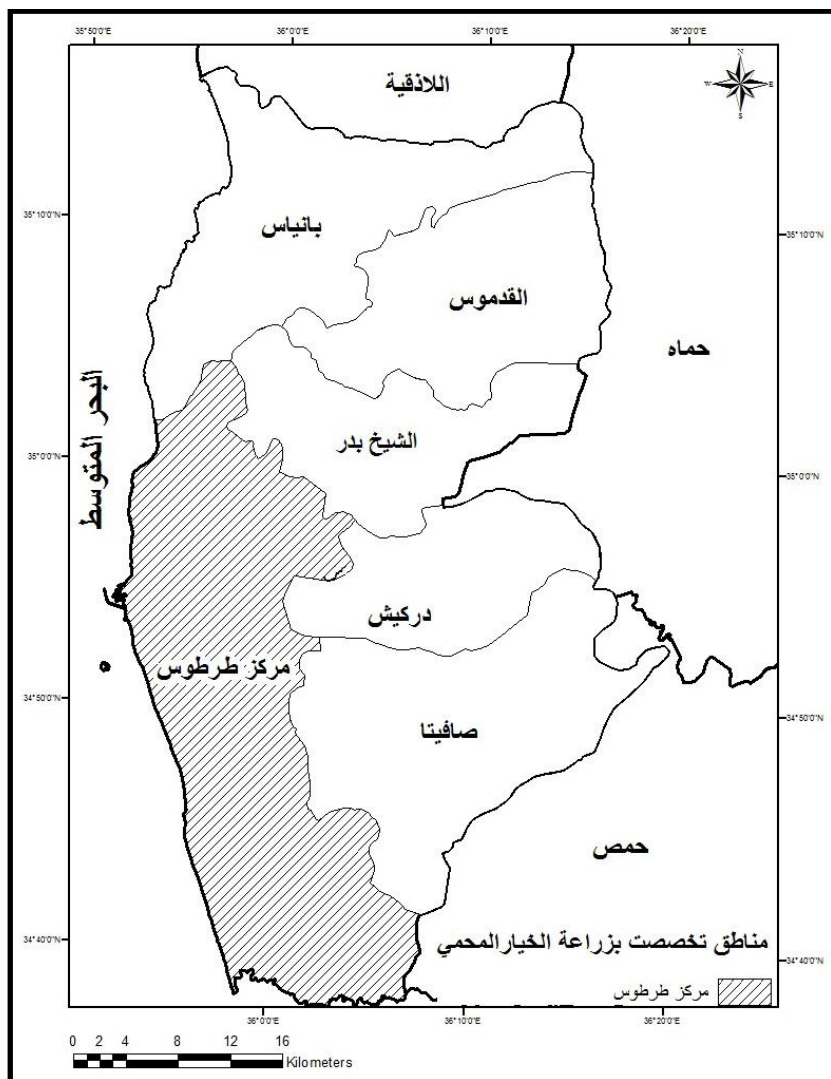 35°50'0"E 36°0'0"E 36°10'0"E 36°20'0"E
N
W E
S
اللاذقية
35°10'0"N 35°10'0"N
بانياس
القدموس
حماه
البحر المتوسط
الشيخ بدر
35°0'0"N 35°0'0"N
دركيش
مركز طرطوس
34°50'0"N 34°50'0"N
صافيتا
حمص
مناطق تخصصت بزراعة الخيارالمحمي
34°40'0"N 34°40'0"N
مركز طرطوس
36°0'0"E 36°10'0"E 36°20'0"E
0 2 4 8 12 16
Kilometers